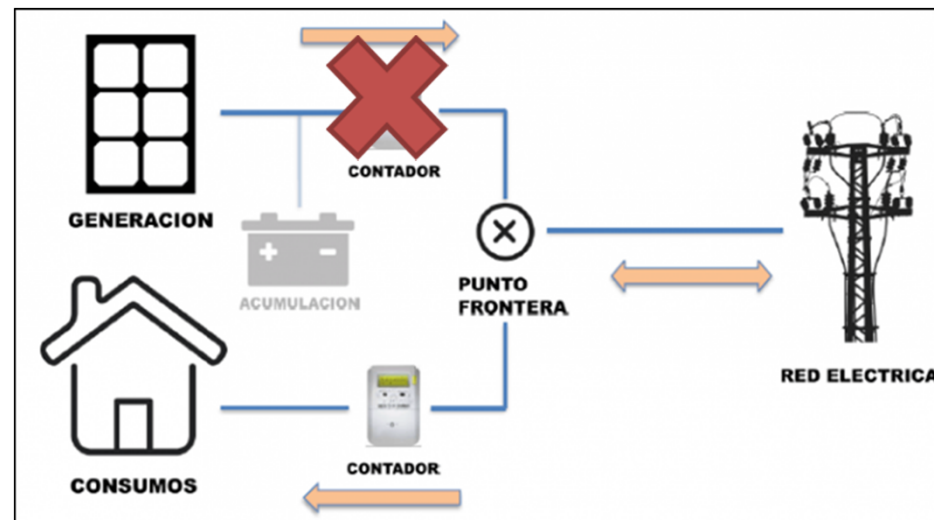 CONTADOR
GENERACION
ACUMULACION
PUNTO
FRONTERA
RED ELECTRICA
CONTADOR
CONSUMOS